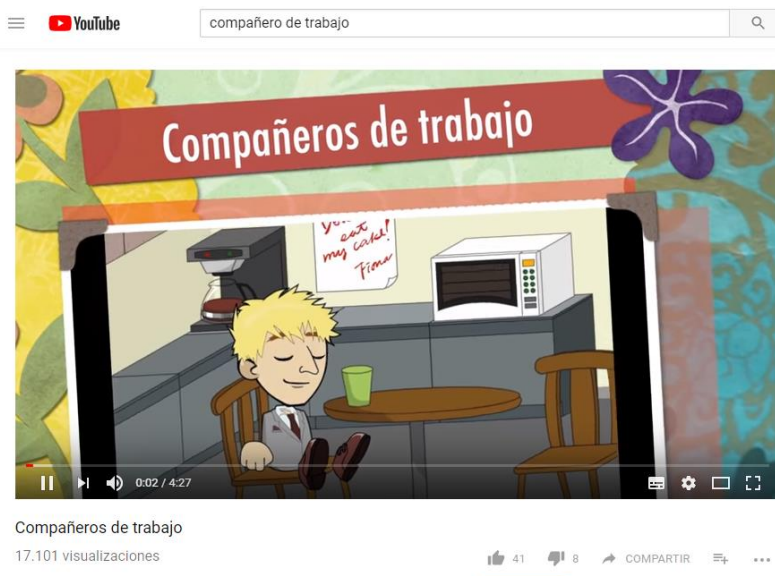 YouTube
compañero de trabajo
Compañeros de trabajo
eat
my cake!
Fiona
0:02 / 4:27
Compañeros de trabajo
17.101 visualizaciones
41 8 COMPARTIR